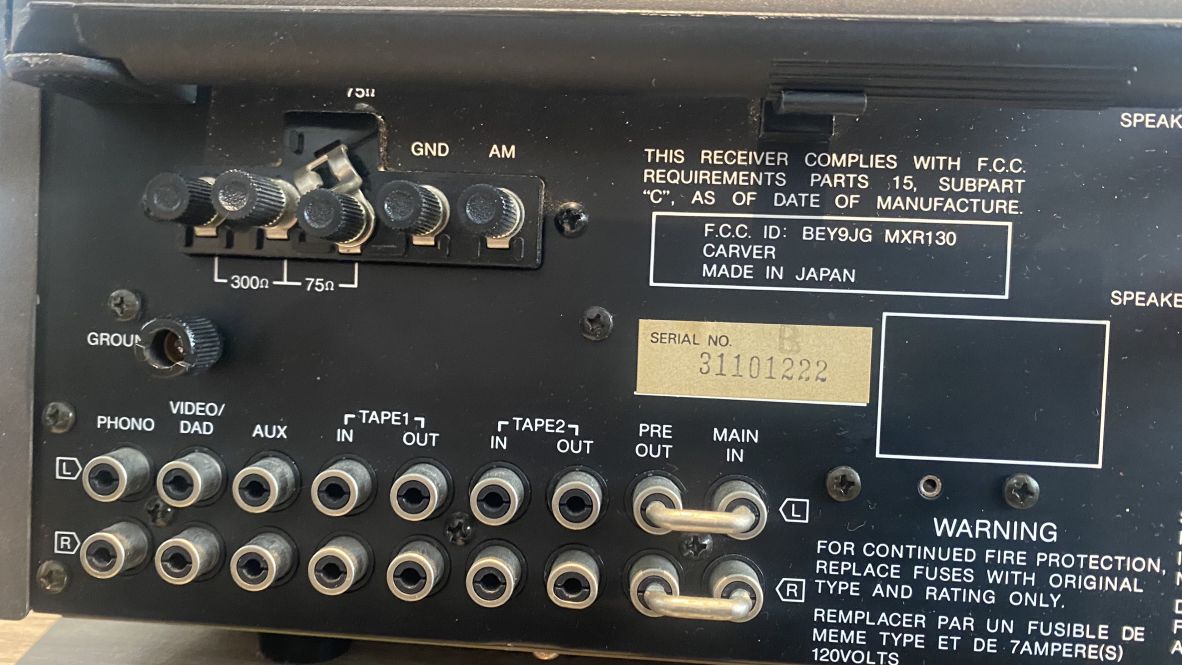 75Ω
GND AM
300Ω 75Ω
THIS RECEIVER COMPLIES WITH F.C.C.
REQUIREMENTS PARTS 15, SUBPART
“C”, AS OF DATE OF MANUFACTURE.
F.C.C. ID: BEY9JG MXR130
CARVER
MADE IN JAPAN
SERIAL NO.
31101222
PHONO
VIDEO/
DAD
AUX
TAPE1
IN OUT
TAPE2
IN OUT
PRE
OUT
MAIN
IN
L L
R R
WARNING
FOR CONTINUED FIRE PROTECTION,
REPLACE FUSES WITH ORIGINAL
TYPE AND RATING ONLY.
REMPLACER PAR UN FUSIBLE DE
MEME TYPE ET DE 7AMPERE(S)
120VOLTS